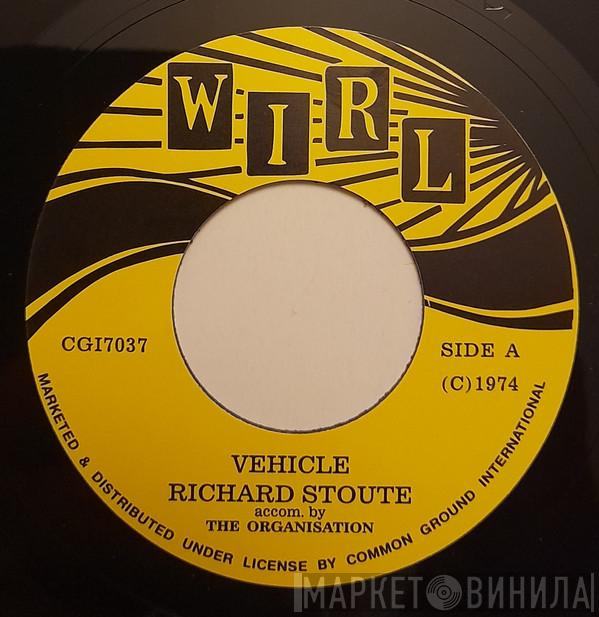 WIRL
CGI7037
SIDE A
(C) 1974
VEHICLE
RICHARD STOUTE
accom. by
THE ORGANISATION
MARKETED & DISTRIBUTED UNDER LICENSE BY COMMON GROUND INTERNATIONAL
МАРКЕТ ВИНИЛА